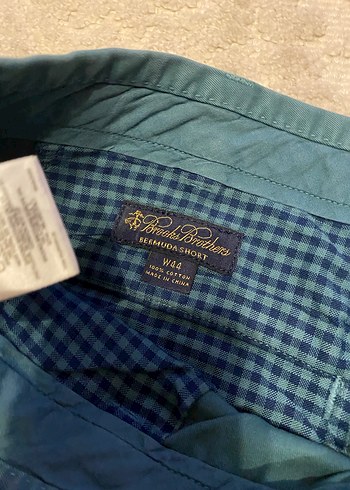 Brooks Brothers
BERMUDA SHORT
W44
100% COTTON
MADE IN CHINA